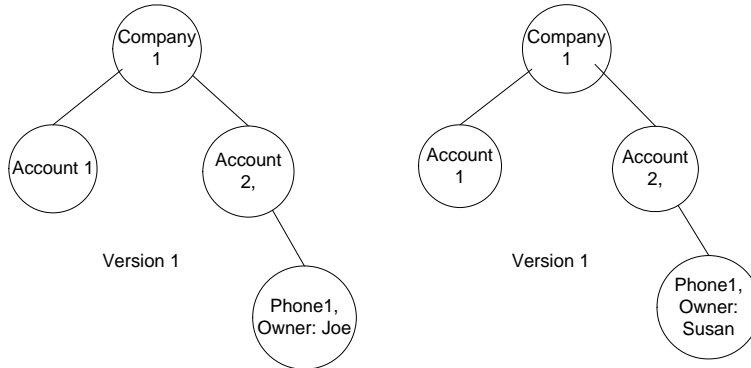 Company
1
Account 1
Account
2,
Version 1
Phone1,
Owner: Joe
Company
1
Account
1
Account
2,
Version 1
Phone1,
Owner:
Susan